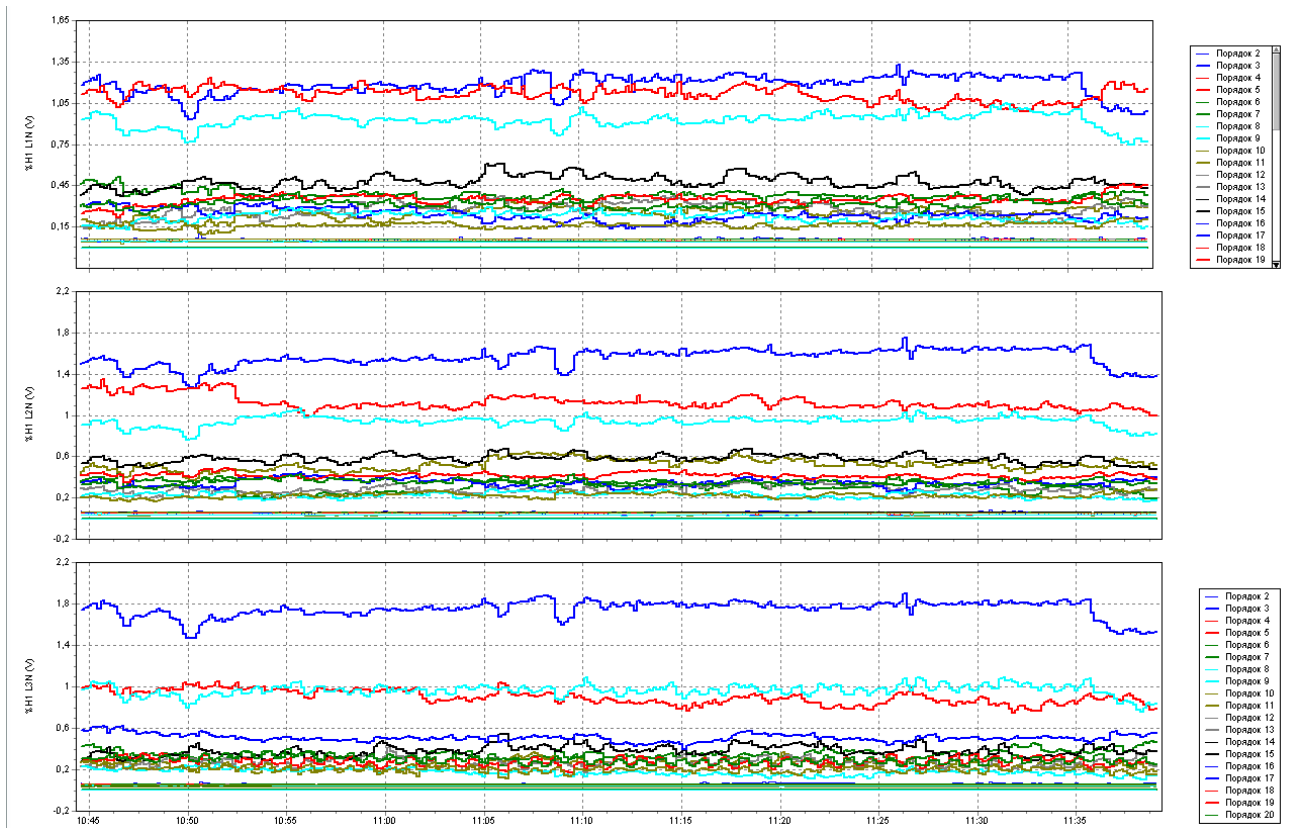 1,65
1,35
1,05
0,75
0,45
0,15
%H1 L1N (V)
Порядок 2
Порядок 3
Порядок 4
Порядок 5
Порядок 6
Порядок 7
Порядок 8
Порядок 9
Порядок 10
Порядок 11
Порядок 12
Порядок 13
Порядок 14
Порядок 15
Порядок 16
Порядок 17
Порядок 18
Порядок 19
2,2
1,8
1,4
1
0,6
0,2
-0,2
%H1 L2N (V)
2,2
1,8
1,4
1
0,6
0,2
-0,2
%H1 L3N (V)
10:45 10:50 10:55 11:00 11:05 11:10 11:15 11:20 11:25 11:30 11:35
Порядок 2
Порядок 3
Порядок 4
Порядок 5
Порядок 6
Порядок 7
Порядок 8
Порядок 9
Порядок 10
Порядок 11
Порядок 12
Порядок 13
Порядок 14
Порядок 15
Порядок 16
Порядок 17
Порядок 18
Порядок 19
Порядок 20